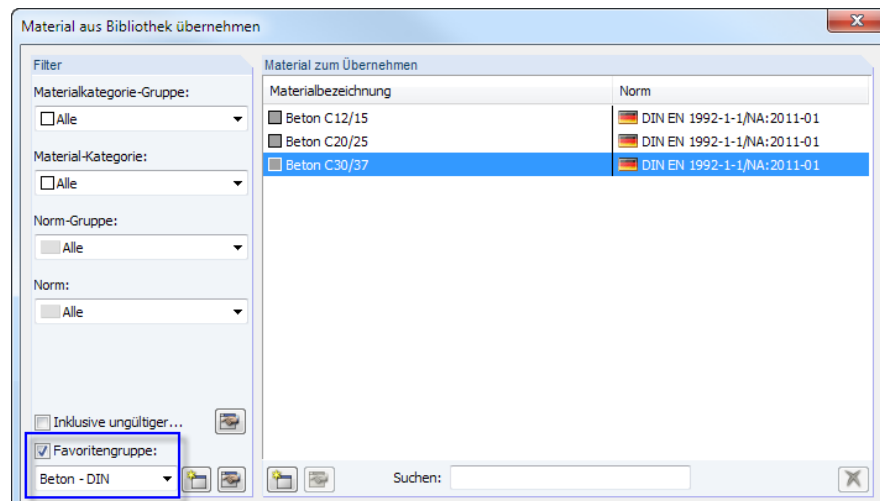 Material aus Bibliothek übernehmen
Filter
Materialkategorie-Gruppe:
Alle
Material-Kategorie:
Alle
Norm-Gruppe:
Alle
Norm:
Alle
Inklusive ungültiger...
Favoritengruppe:
Beton - DIN
Material zum Übernehmen
Materialbezeichnung Norm
Beton C12/15 DIN EN 1992-1-1/NA:2011-01
Beton C20/25 DIN EN 1992-1-1/NA:2011-01
Beton C30/37 DIN EN 1992-1-1/NA:2011-01
Suchen: